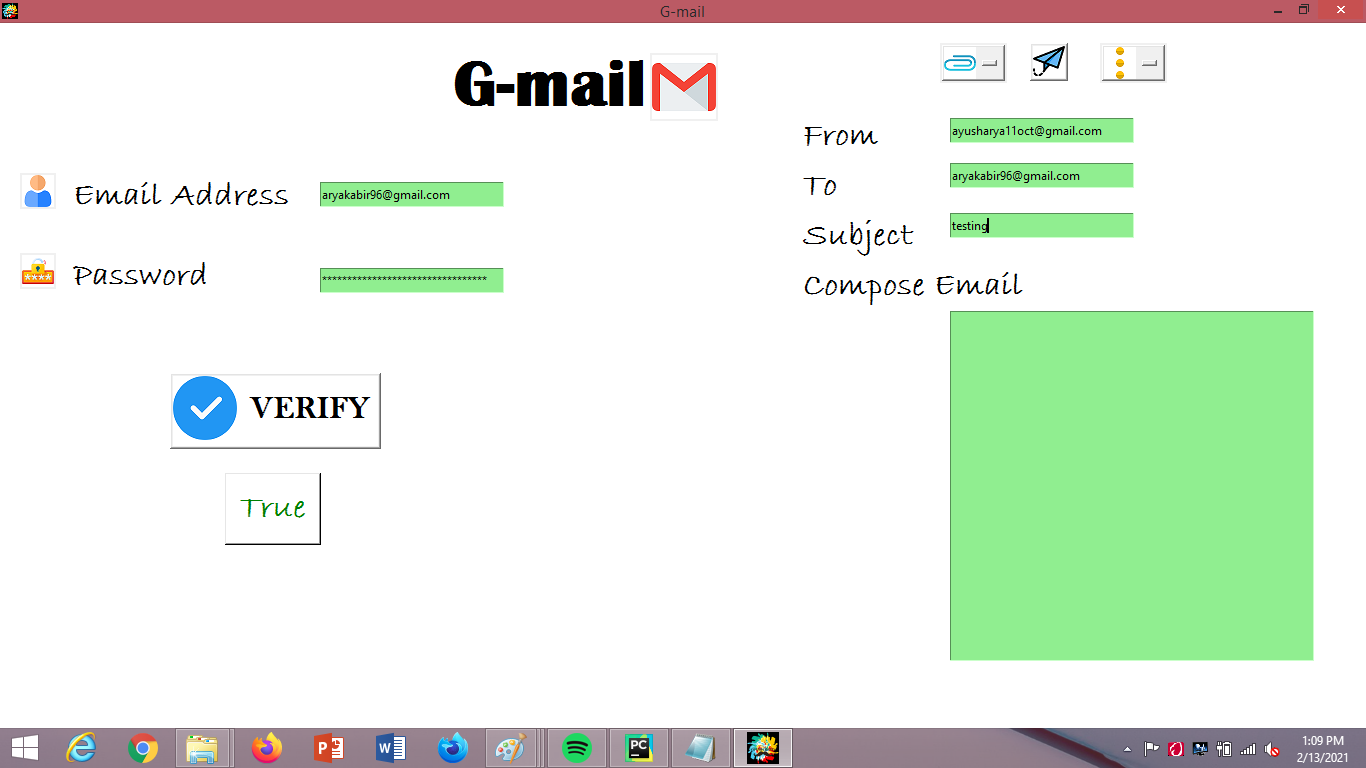 G-mail
G-mail
From ayusharya11oct@gmail.com
Email Address aryakabir96@gmail.com
To aryakabir96@gmail.com
Subject testing
Password *********************************
Compose Email
VERIFY
True
1:09 PM
2/13/2021